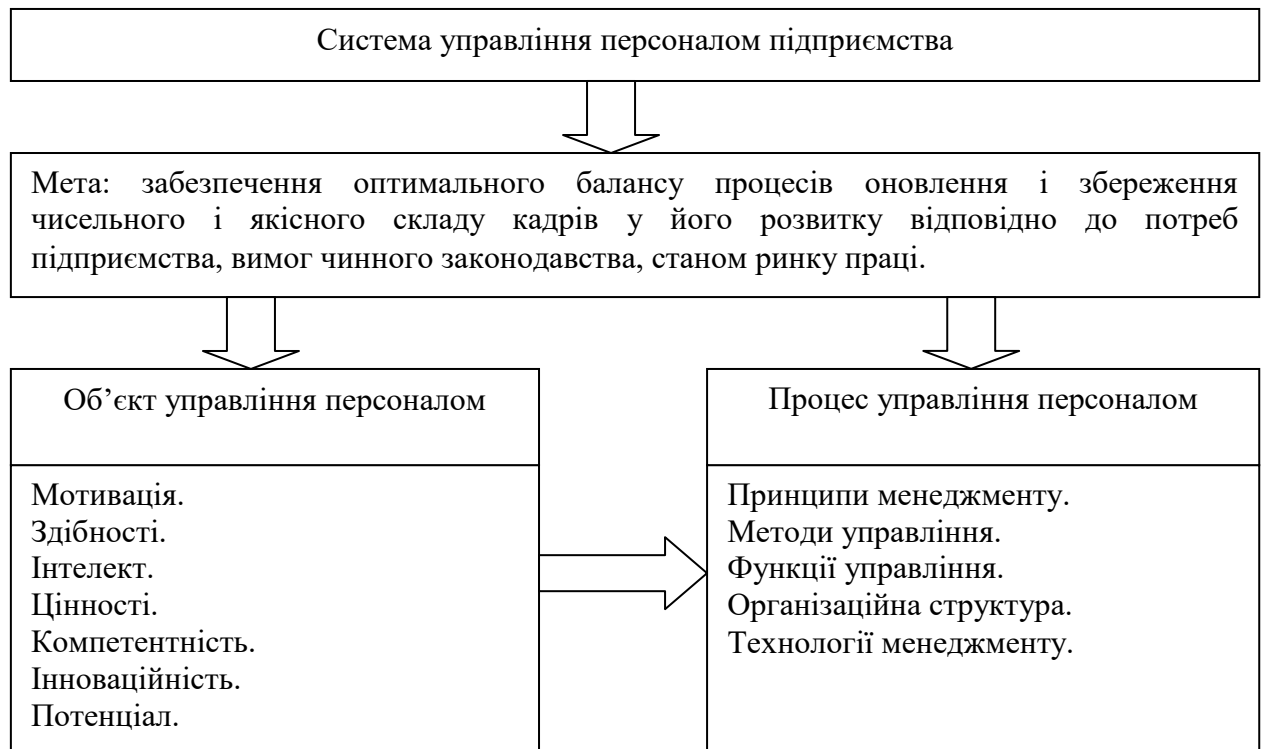 Система управління персоналом підприємства
Мета: забезпечення оптимального балансу процесів оновлення і збереження
чисельного і якісного складу кадрів у його розвитку відповідно до потреб
підприємства, вимог чинного законодавства, станом ринку праці.
Об’єкт управління персоналом
Мотивація.
Здібності.
Інтелект.
Цінності.
Компетентність.
Інноваційність.
Потенціал.
Процес управління персоналом
Принципи менеджменту.
Методи управління.
Функції управління.
Організаційна структура.
Технології менеджменту.